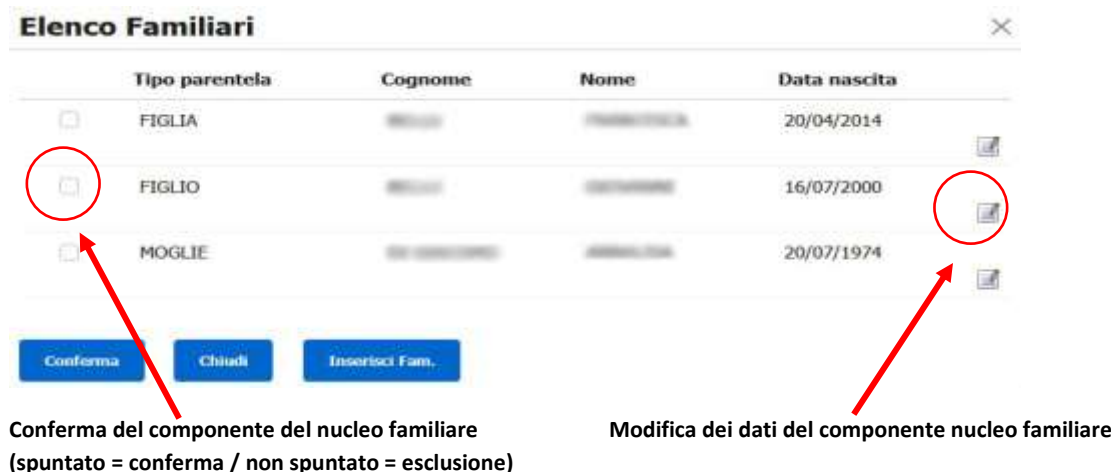 Elenco Familiari
Tipo parentela Cognome Nome Data nascita
FIGLIA 20/04/2014
FIGLIO 16/07/2000
MOGLIE 20/07/1974
Conferma Chiudi Inserisci Fam.
Conferma del componente del nucleo familiare Modifica dei dati del componente nucleo familiare
(spuntato = conferma / non spuntato = esclusione)